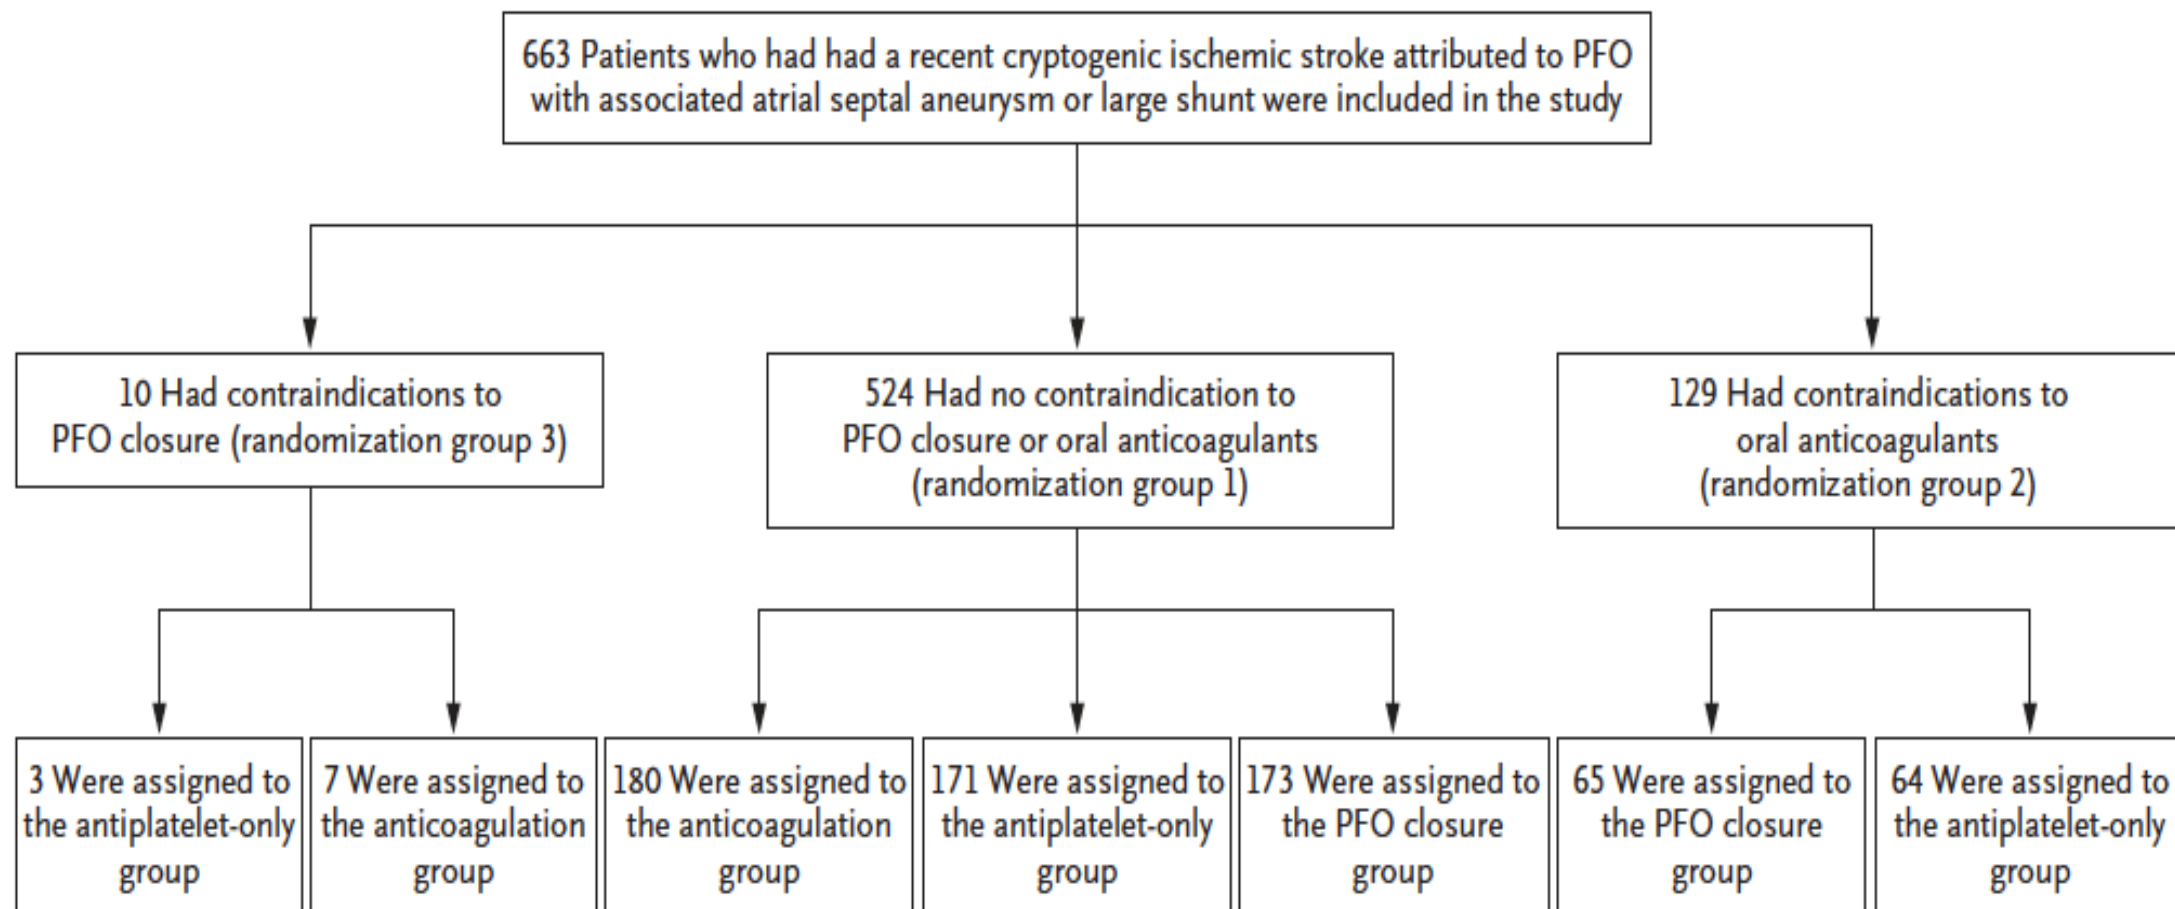 663 Patients who had had a recent cryptogenic ischemic stroke attributed to PFO
with associated atrial septal aneurysm or large shunt were included in the study
10 Had contraindications to
PFO closure (randomization group 3)
524 Had no contraindication to
PFO closure or oral anticoagulants
(randomization group 1)
129 Had contraindications to
oral anticoagulants
(randomization group 2)
3 Were assigned to
the antiplatelet-only
group
7 Were assigned to
the anticoagulation
group
180 Were assigned to
the anticoagulation
group
171 Were assigned to
the antiplatelet-only
group
173 Were assigned to
the PFO closure
group
65 Were assigned to
the PFO closure
group
64 Were assigned to
the antiplatelet-only
group